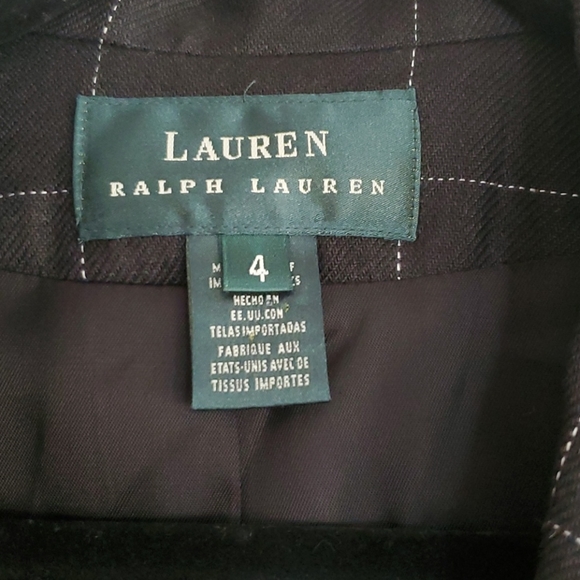 LAUREN
RALPH LAUREN
4
HECHO EN
EE.UU.CON
TELAS IMPORTADAS
FABRIQUE AUX
ETATS-UNIS AVEC DE
TISSUS IMPORTES